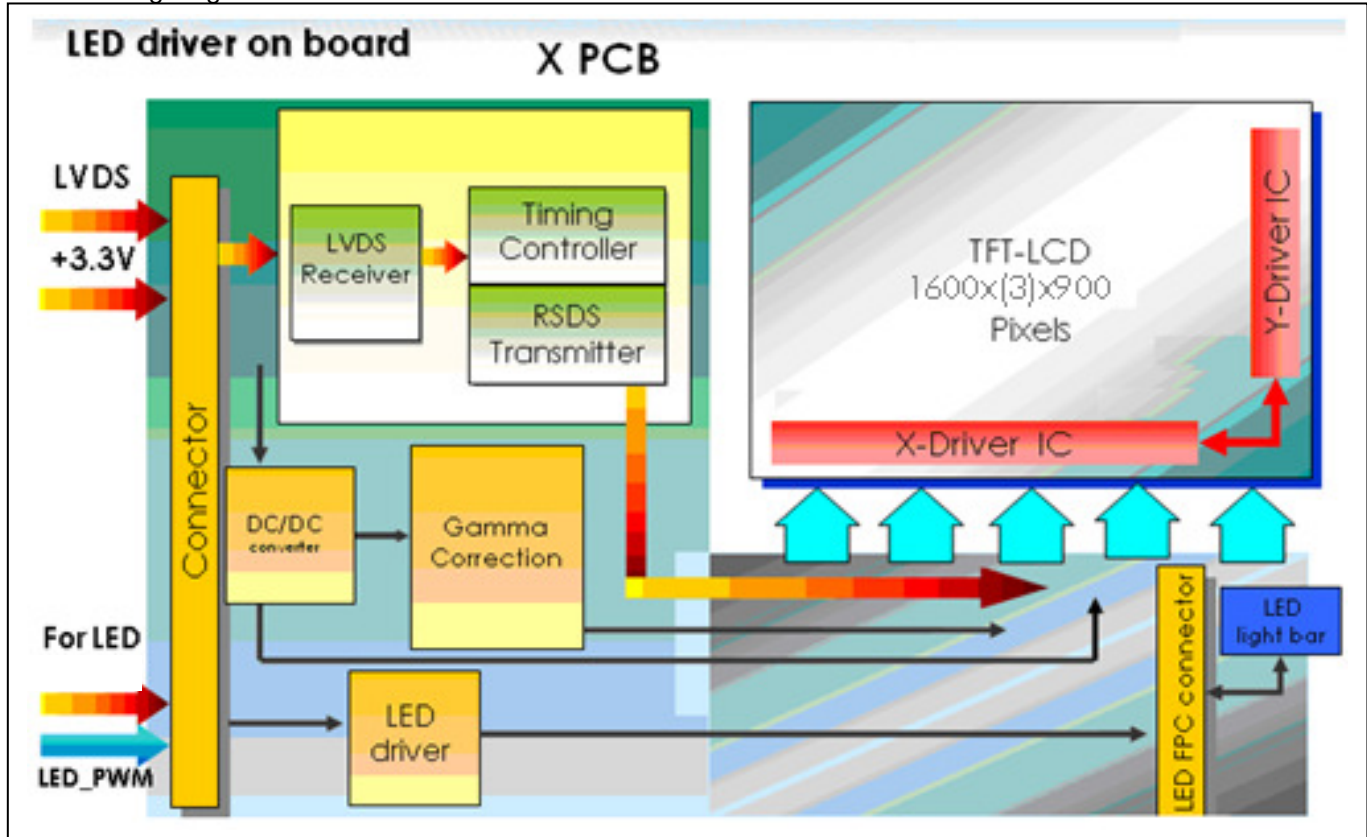 LED driver on board
X PCB
LVDS
+3.3V
For LED
LED_PWM
Connector
LVDS
Receiver
Timing
Controller
RSDS
Transmitter
DC/DC
converter
Gamma
Correction
LED
driver
TFT-LCD
1600x(3)x900
Pixels
Y-Driver IC
X-Driver IC
LED FPC connector
LED
light bar